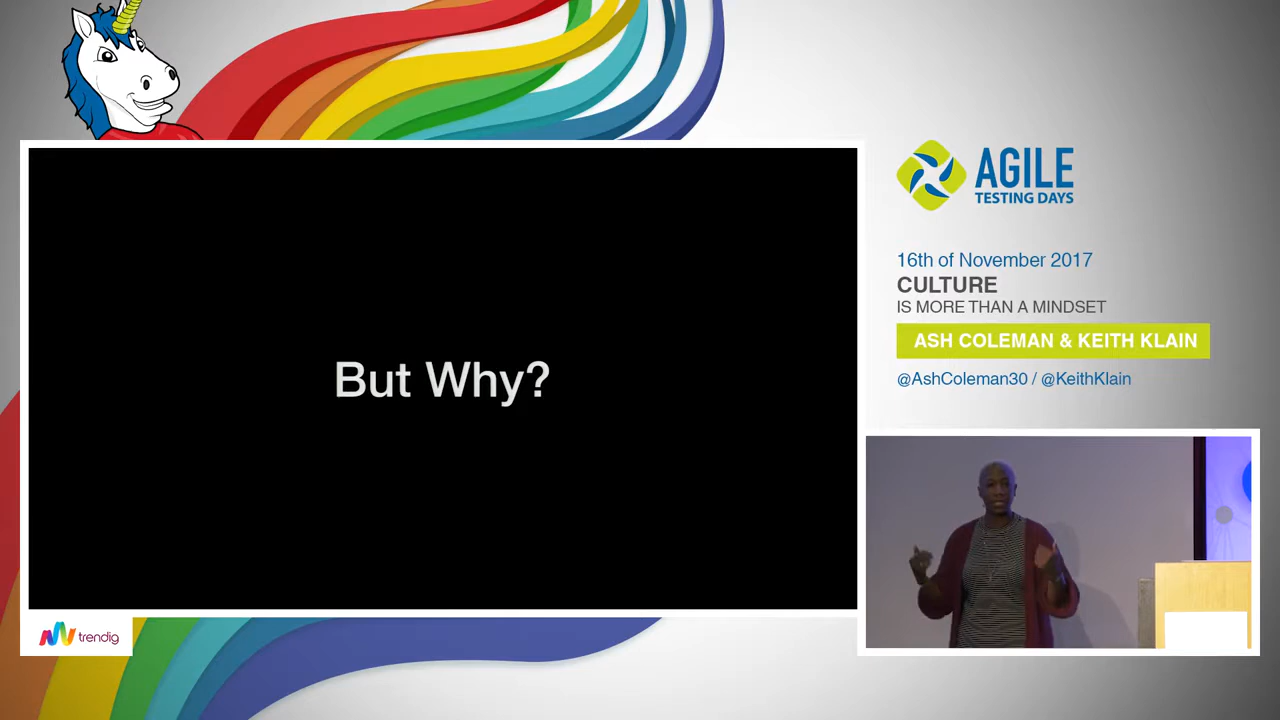 But Why?
AGILE
TESTING DAYS
16th of November 2017
CULTURE
IS MORE THAN A MINDSET
ASH COLEMAN & KEITH KLAIN
@AshColeman30 / @KeithKlain
trendig